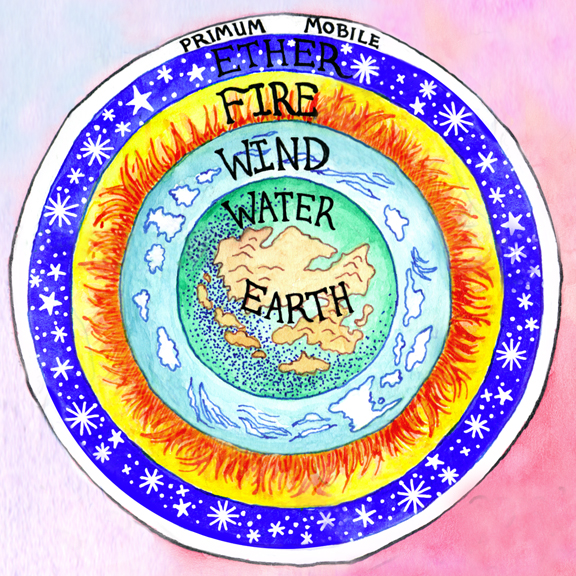 PRIMUM MOBILE
ETHER
FIRE
WIND
WATER
EARTH